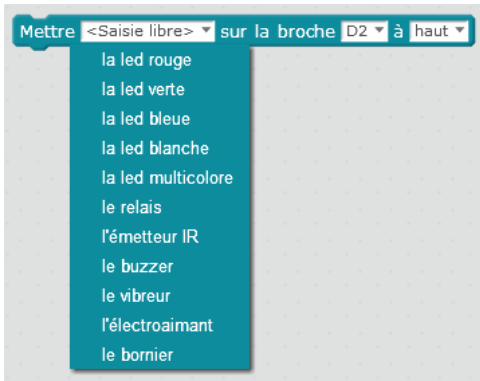 Mettre <Saisie libre> sur la broche D2 à haut
la led rouge
la led verte
la led bleue
la led blanche
la led multicolore
le relais
l'émetteur IR
le buzzer
le vibreur
l'électroaimant
le bornier